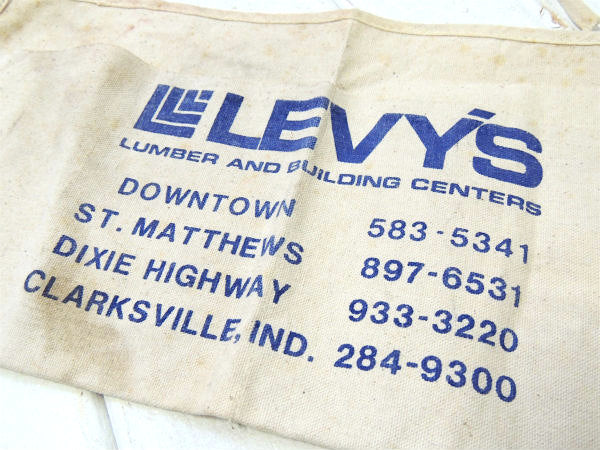 LEVY'S
LUMBER AND BUILDING CENTERS
DOWNTOWN 583-5341
ST. MATTHEWS 897-6531
DIXIE HIGHWAY 933-3220
CLARKSVILLE, IND. 284-9300